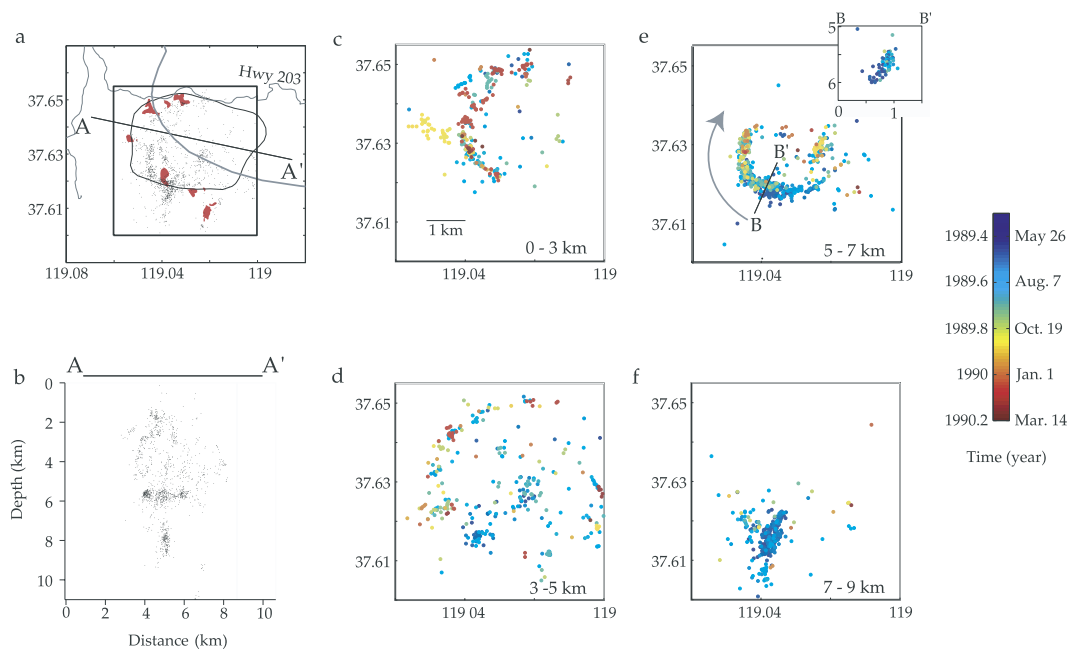 a
Hwy 203
37.65
37.63
37.61
A
A'
119.08
119.04
119
b
A
A'
0
2
4
6
8
10
Depth (km)
0
2
4
6
8
10
Distance (km)
c
37.65
37.63
37.61
1 km
0 - 3 km
119.04
119
d
37.65
37.63
37.61
3 -5 km
119 04
119
e
B
B'
5
6
0
1
37.65
37.63
37.61
B'
B
5 - 7 km
119.04
119
f
37.65
37.63
37.61
7 - 9 km
119.04
119
1989.4 May 26
1989.6 Aug. 7
1989.8 Oct. 19
1990 Jan. 1
1990.2 Mar. 14
Time (year)